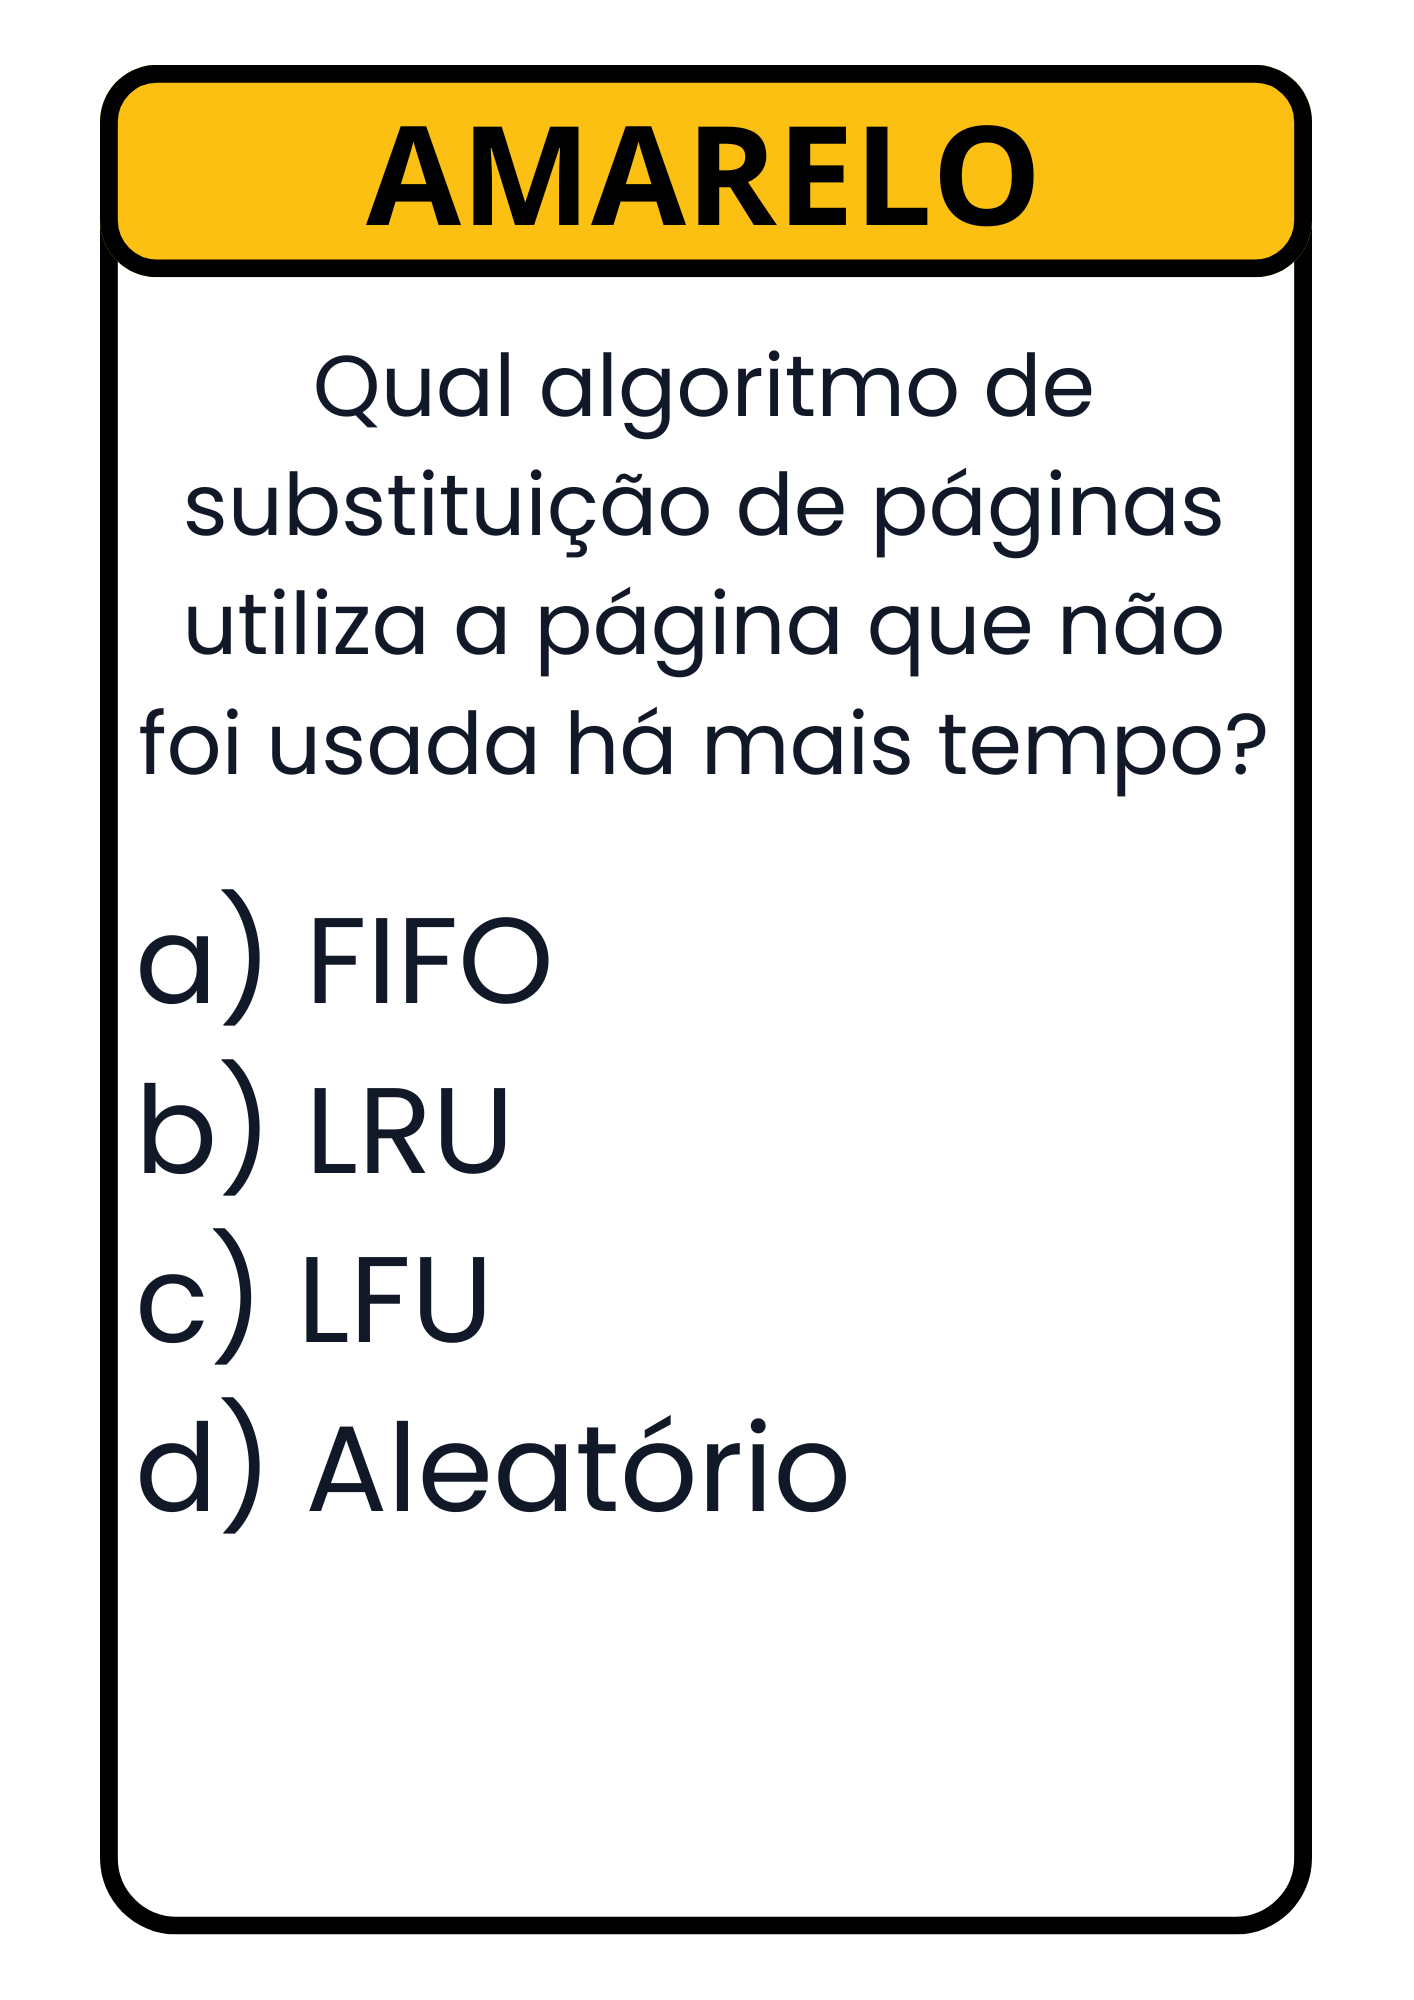 AMARELO
Qual algoritmo de
substituição de páginas
utiliza a página que não
foi usada há mais tempo?
a) FIFO
b) LRU
c) LFU
d) Aleatório